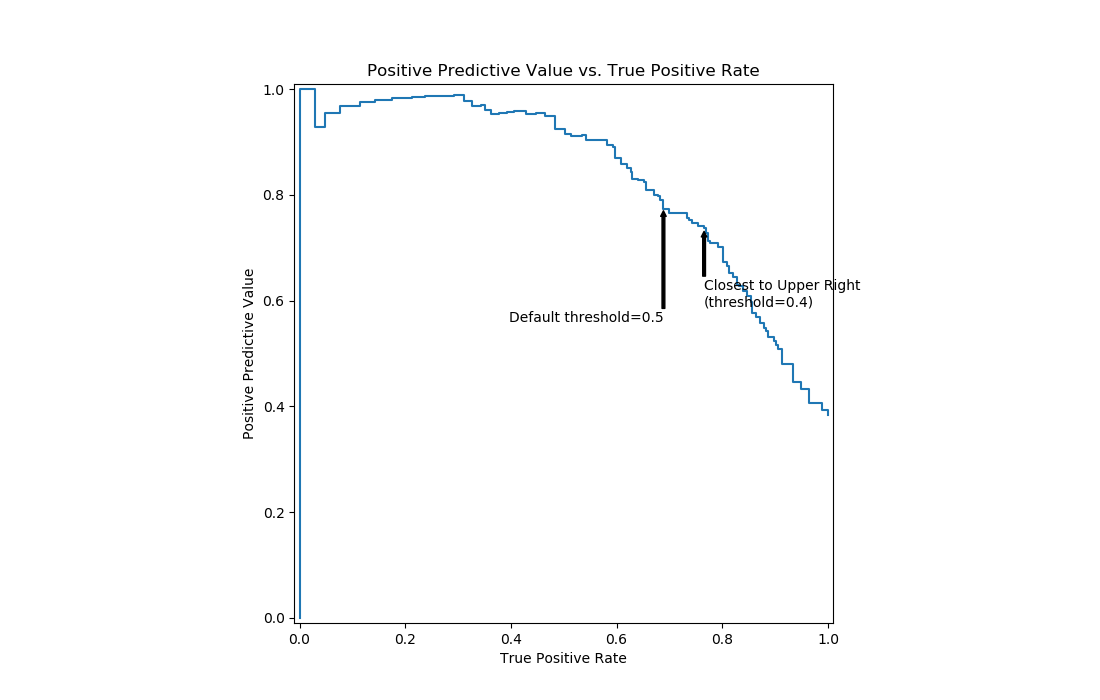 Positive Predictive Value vs. True Positive Rate
1.0
0.8
0.6
0.4
0.2
0.0
Positive Predictive Value
Closest to Upper Right
(threshold=0.4)
Default threshold=0.5
0.0
0.2
0.4
0.6
0.8
1.0
True Positive Rate